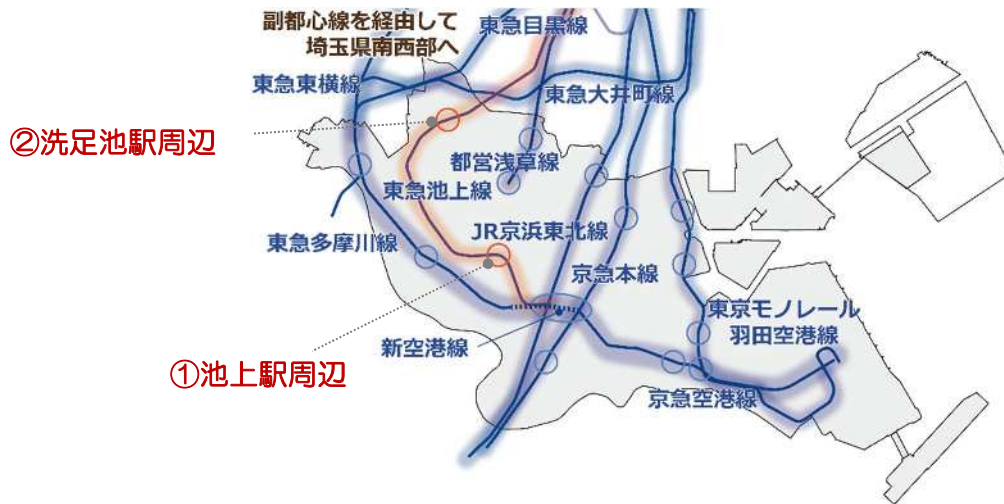 副都心線を経由して
埼玉県南西部へ
東急目黒線
東急東横線
東急大井町線
②洗足池駅周辺
都営浅草線
東急池上線
東急多摩川線
JR京浜東北線
京急本線
東京モノレール
羽田空港線
新空港線
①池上駅周辺
京急空港線